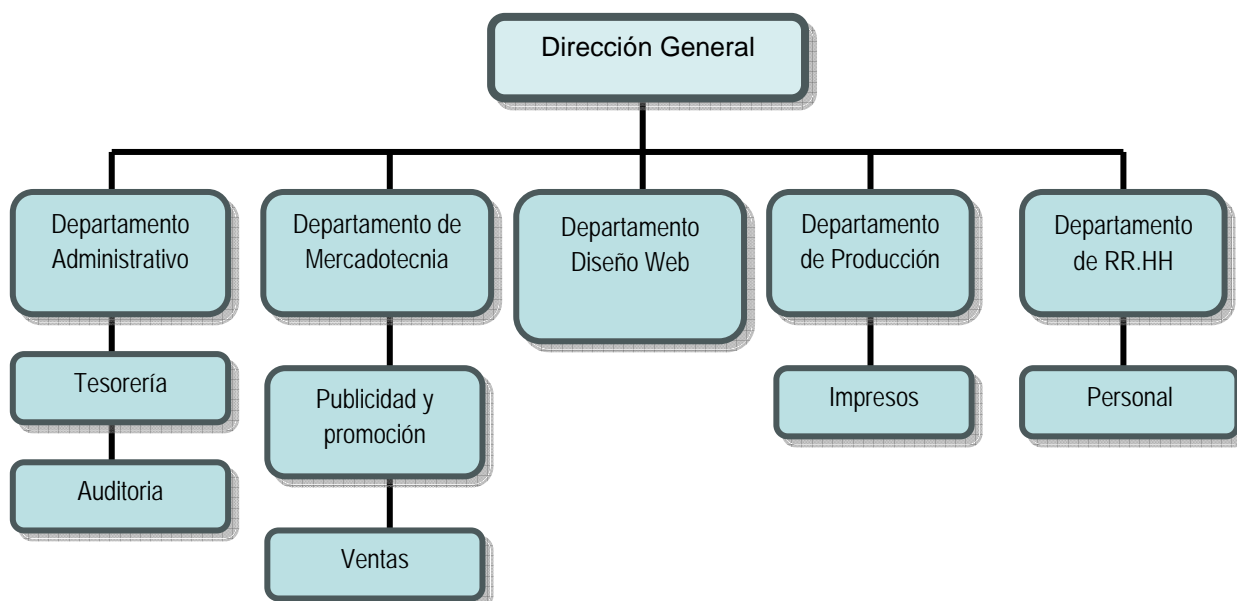 Dirección General
Departamento
Administrativo
Departamento de
Mercadotecnia
Departamento
Diseño Web
Departamento
de Producción
Departamento
de RR.HH
Tesorería
Publicidad y
promoción
Impresos
Personal
Auditoria
Ventas